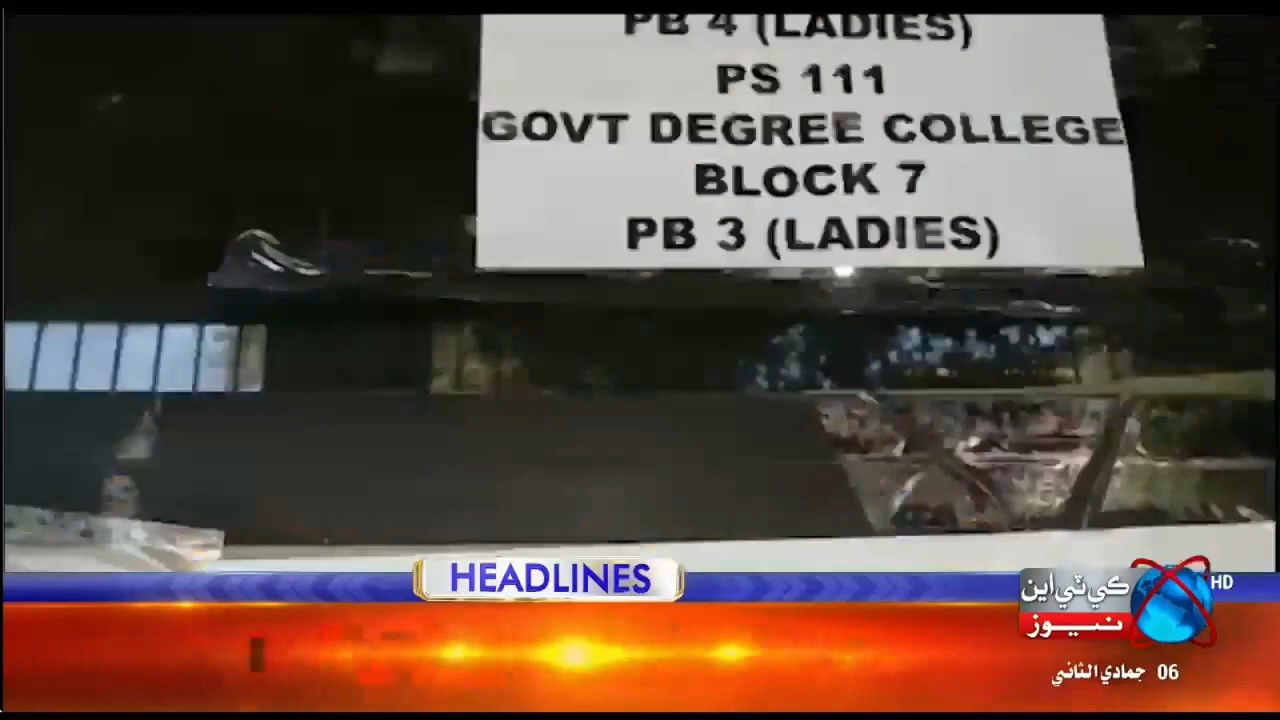 PB 4 (LADIES)
PS 111
GOVT DEGREE COLLEGE
BLOCK 7
PB 3 (LADIES)
HEADLINES
ڪي ٽي اين
نيوز
HD
06 جمادي الثاني